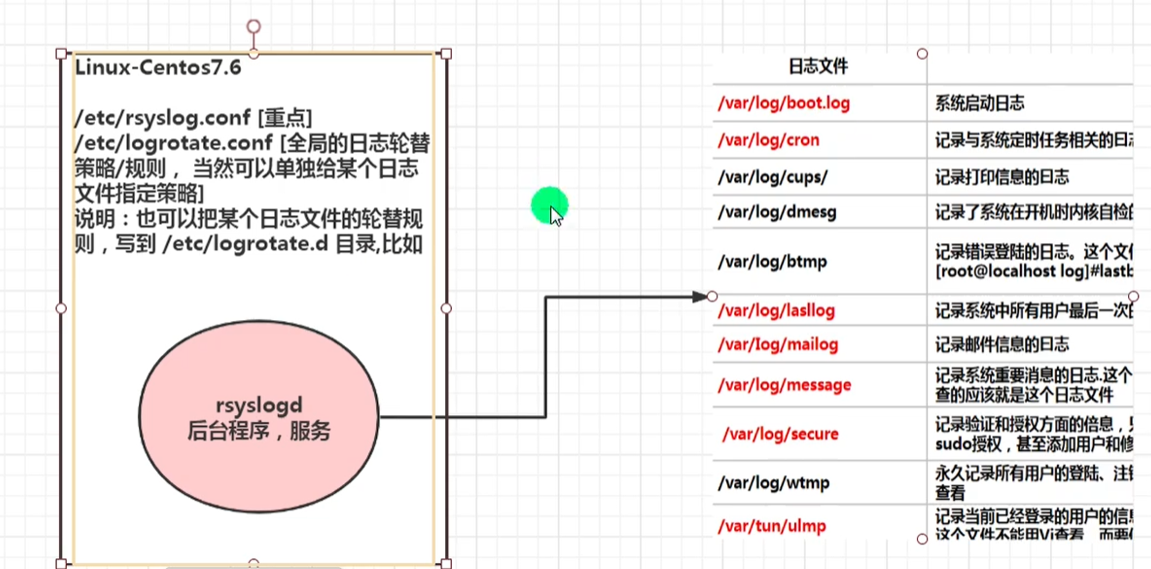 Linux-Centos7.6
/etc/rsyslog.conf [重点]
/etc/logrotate.conf [全局的日志轮替
策略/规则， 当然可以单独给某个日志
文件指定策略]
说明：也可以把某个日志文件的轮替规
则，写到 /etc/logrotate.d 目录,比如
rsyslogd
后台程序，服务
日志文件
/var/log/boot.log 系统启动日志
/var/log/cron 记录与系统定时任务相关的日
/var/log/cups/ 记录打印信息的日志
/var/log/dmesg 记录了系统在开机时内核自检
/var/log/btmp
记录错误登陆的日志。这个文
[root@localhost log]#last
/var/log/lasllog 记录系统中所有用户最后一次
/var/log/mailog 记录邮件信息的日志
/var/log/message
记录系统重要消息的日志.这个
查的应该就是这个日志文件
/var/log/secure
记录验证和授权方面的信息，
sudo授权，甚至添加用户和
/var/log/wtmp
永久记录所有用户的登陆、注
查看
/var/tun/ulmp
记录当前已经登录的用户的信
这个文件不能用Vi查看 而要